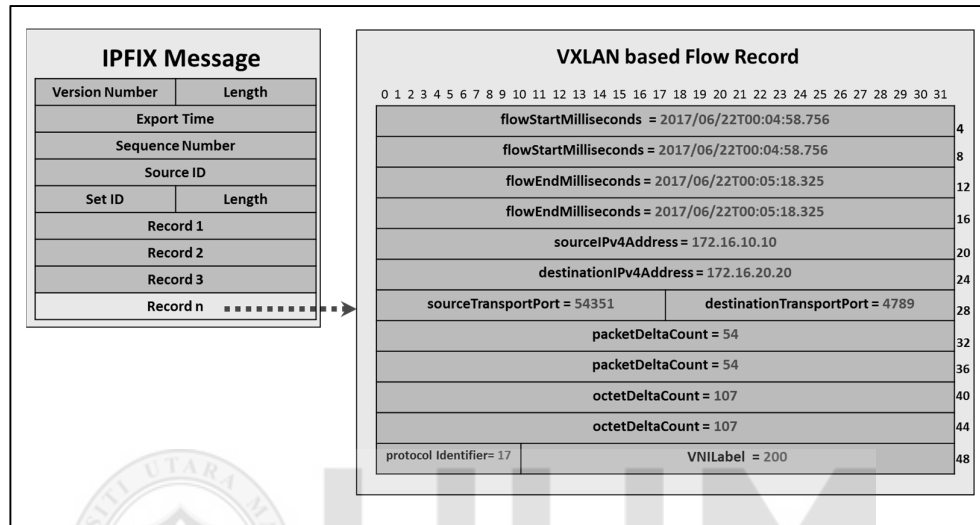 IPFIX Message
Version Number Length
Export Time
Sequence Number
Source ID
Set ID Length
Record 1
Record 2
Record 3
Record n
VXLAN based Flow Record
0 1 2 3 4 5 6 7 8 9 10 11 12 13 14 15 16 17 18 19 20 21 22 23 24 25 26 27 28 29 30 31
flowStartMilliseconds = 2017/06/22T00:04:58.756
4
flowStartMilliseconds = 2017/06/22T00:04:58.756
8
flowEndMilliseconds = 2017/06/22T00:05:18.325
12
flowEndMilliseconds = 2017/06/22T00:05:18.325
16
sourceIPv4Address = 172.16.10.10
20
destinationIPv4Address = 172.16.20.20
24
sourceTransportPort = 54351 destinationTransportPort = 4789
28
packetDeltaCount = 54
32
packetDeltaCount = 54
36
octetDeltaCount = 107
40
octetDeltaCount = 107
44
protocol Identifier= 17 VNILabel = 200
48
UTARA